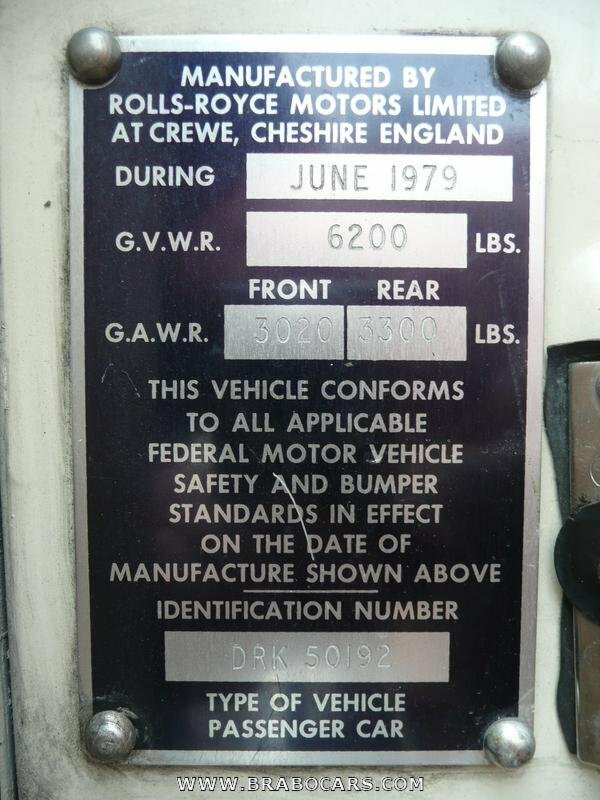 MANUFACTURED BY
ROLLS-ROYCE MOTORS LIMITED
AT CREWE, CHESHIRE ENGLAND
DURING JUNE 1979
G.V.W.R. 6200 LBS.
FRONT REAR
G.A.W.R. 3020 3300 LBS.
THIS VEHICLE CONFORMS
TO ALL APPLICABLE
FEDERAL MOTOR VEHICLE
SAFETY AND BUMPER
STANDARDS IN EFFECT
ON THE DATE OF
MANUFACTURE SHOWN ABOVE
IDENTIFICATION NUMBER
DRK 50192
TYPE OF VEHICLE
PASSENGER CAR
WWW.BRABOCARS.COM